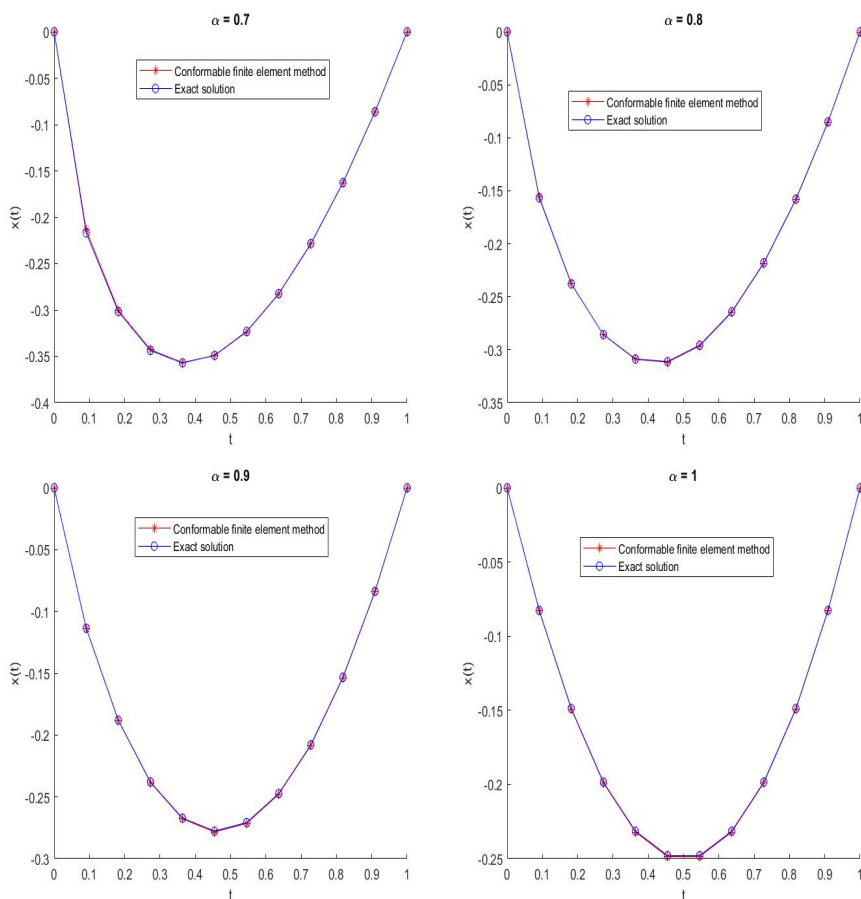 α = 0.7
0
-0.05
-0.1
-0.15
-0.2
-0.25
-0.3
-0.35
-0.4
x(t)
Conformable finite element method
Exact solution
0 0.1 0.2 0.3 0.4 0.5 0.6 0.7 0.8 0.9 1
t
α = 0.8
0
-0.05
-0.1
-0.15
-0.2
-0.25
-0.3
-0.35
x(t)
Conformable finite element method
Exact solution
0 0.1 0.2 0.3 0.4 0.5 0.6 0.7 0.8 0.9 1
t
α = 0.9
0
-0.05
-0.1
-0.15
-0.2
-0.25
-0.3
x(t)
Conformable finite element method
Exact solution
0 0.1 0.2 0.3 0.4 0.5 0.6 0.7 0.8 0.9 1
t
α = 1
0
-0.05
-0.1
-0.15
-0.2
-0.25
x(t)
Conformable finite element method
Exact solution
0 0.1 0.2 0.3 0.4 0.5 0.6 0.7 0.8 0.9 1
t